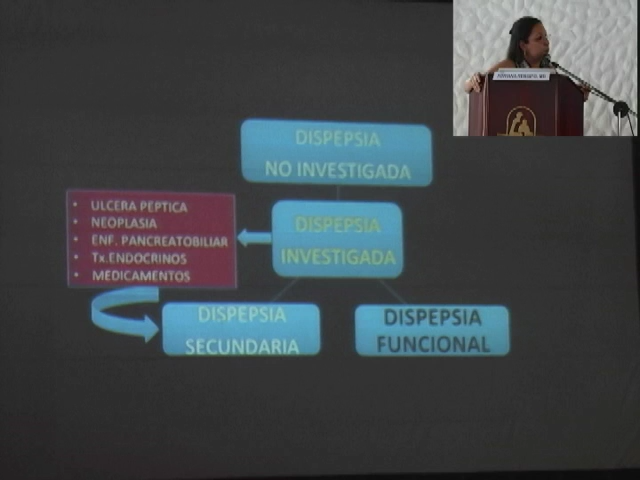 DISPEPSIA
NO INVESTIGADA
• ULCERA PEPTICA
• NEOPLASIA
• ENF. PANCREATOBILIAR
• Tx.ENDOCRINOS
• MEDICAMENTOS
DISPEPSIA
INVESTIGADA
DISPEPSIA
SECUNDARIA
DISPEPSIA
FUNCIONAL